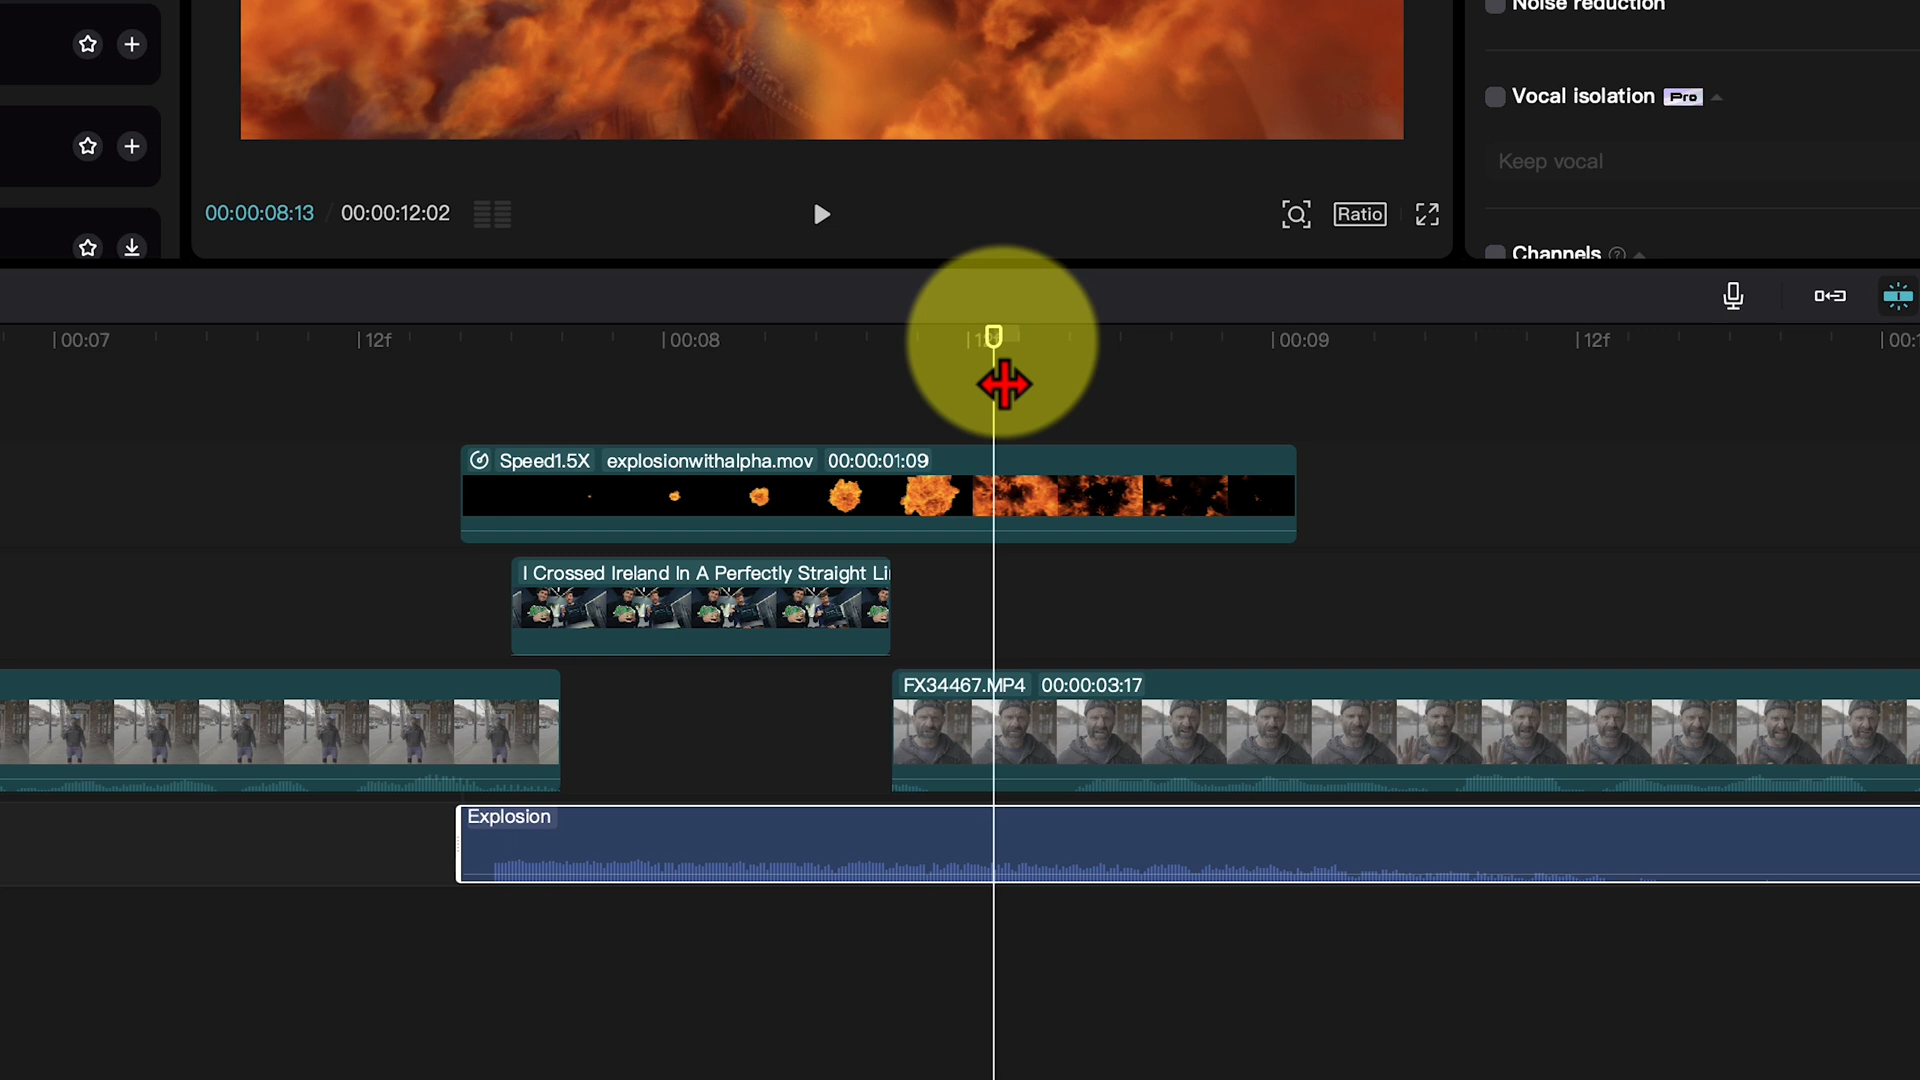 Noise reduction
Vocal isolation Pro
Keep vocal
00:00:08:13 / 00:00:12:02
Ratio
Channels ?
00:07 12f 00:08 12f 00:09 12f
Speed1.5X explosionwithalpha.mov 00:00:01:09
I Crossed Ireland In A Perfectly Straight
FX34467.MP4 00:00:03:17
Explosion